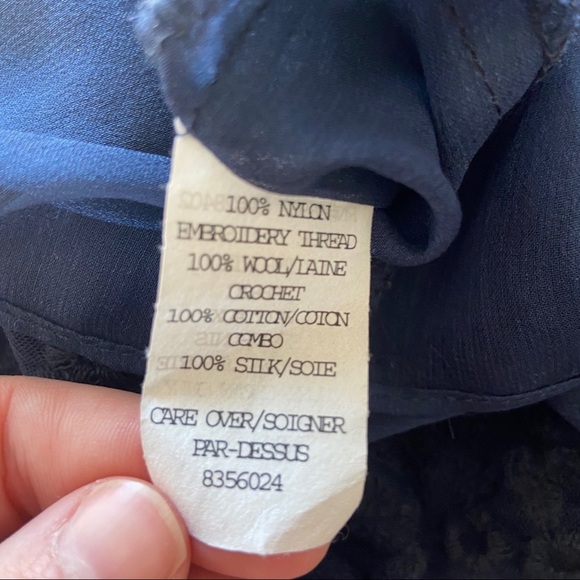 100% NYLON
EMBROIDERY THREAD
100% WOOL/LAINE
CROCHET
100% COTTON/COTON
COMBO
100% SILK/SOIE
CARE OVER/SOIGNER
PAR-DESSUS
8356024